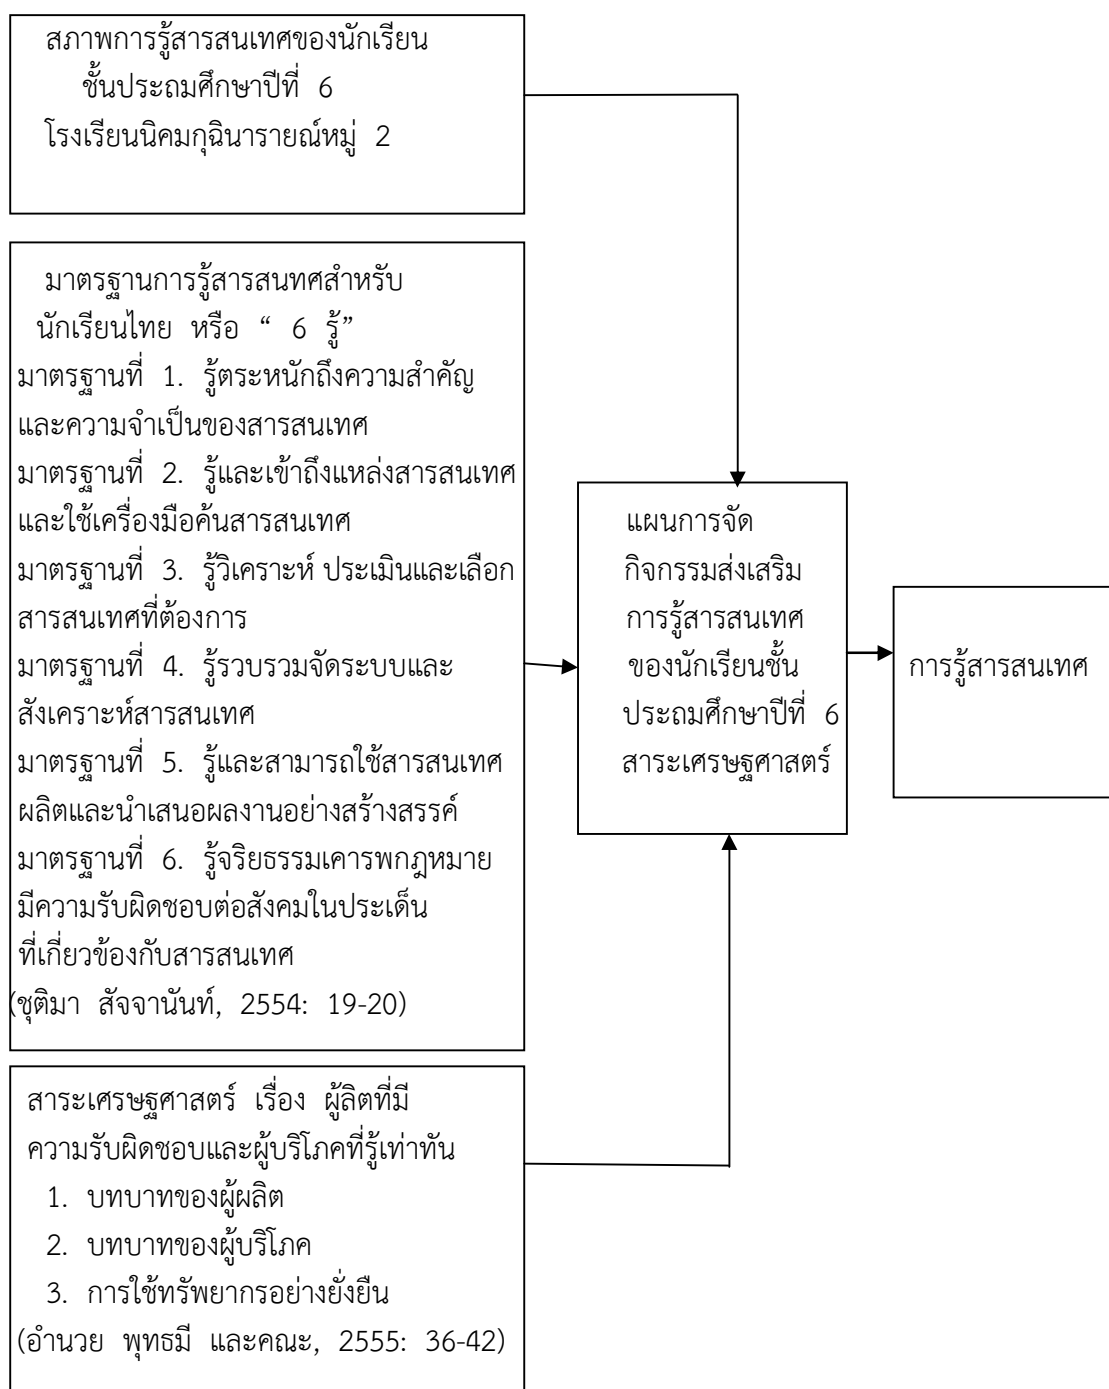 สภาพการรู้สารสนเทศของนักเรียน
ชั้นประถมศึกษาปีที่ 6
โรงเรียนนิคมกุฉินารายณ์หมู่ 2
มาตรฐานการรู้สารสนทศสำหรับ
นักเรียนไทย หรือ “ 6 รู้”
มาตรฐานที่ 1. รู้ตระหนักถึงความสำคัญ
และความจำเป็นของสารสนเทศ
มาตรฐานที่ 2. รู้และเข้าถึงแหล่งสารสนเทศ
และใช้เครื่องมือค้นสารสนเทศ
มาตรฐานที่ 3. รู้วิเคราะห์ ประเมินและเลือก
สารสนเทศที่ต้องการ
มาตรฐานที่ 4. รู้รวบรวมจัดระบบและ
สังเคราะห์สารสนเทศ
มาตรฐานที่ 5. รู้และสามารถใช้สารสนเทศ
ผลิตและนำเสนอผลงานอย่างสร้างสรรค์
มาตรฐานที่ 6. รู้จริยธรรมเคารพกฎหมาย
มีความรับผิดชอบต่อสังคมในประเด็น
ที่เกี่ยวข้องกับสารสนเทศ
(ชุติมา สัจจานันท์, 2554: 19-20)
สาระเศรษฐศาสตร์ เรื่อง ผู้ลิตที่มี
ความรับผิดชอบและผู้บริโภคที่รู้เท่าทัน
1. บทบาทของผู้ผลิต
2. บทบาทของผู้บริโภค
3. การใช้ทรัพยากรอย่างยั่งยืน
(อำนวย พุทธมี และคณะ, 2555: 36-42)
แผนการจัด
กิจกรรมส่งเสริม
การรู้สารสนเทศ
ของนักเรียนชั้น
ประถมศึกษาปีที่ 6
สาระเศรษฐศาสตร์
การรู้สารสนเทศ